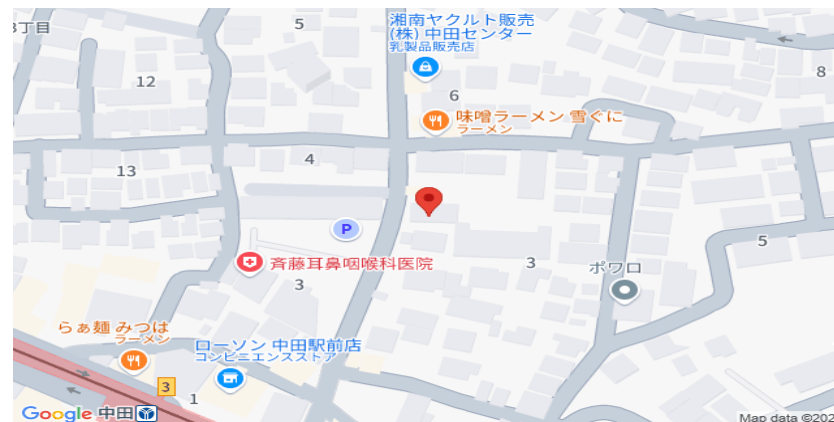 3丁目
5
湘南ヤクルト販売
(株) 中田センター
乳製品販売店
8
12
6
味噌ラーメン 雪ぐに
ラーメン
4
13
P
5
3
ポワロ
斉藤耳鼻咽喉科医院
3
らぁ麺 みつは
ラーメン
ローソン 中田駅前店
コンビニエンスストア
3
1
Google
中田
Map data ©202